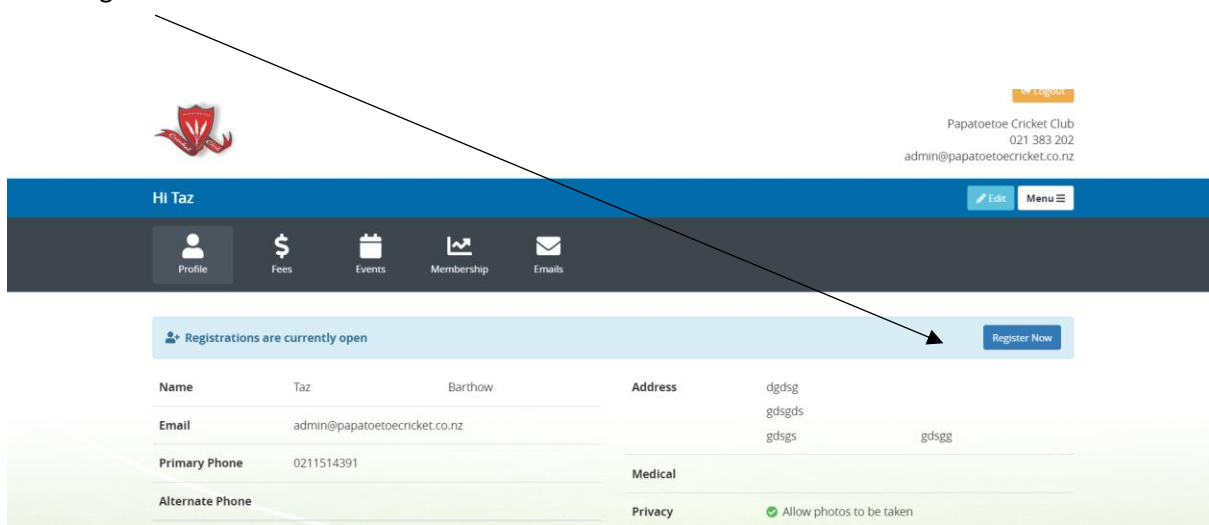 Logout
Papatoetoe Cricket Club
021 383 202
admin@papatoetoecricket.co.nz
Hi Taz
Edit Menu
Profile Fees Events Membership Emails
Registrations are currently open Register Now
Name Taz Barthow
Email admin@papatoetoecricket.co.nz
Primary Phone 0211514391
Alternate Phone
Address dgdsg
gdsgds
gdsgs gdsgg
Medical
Privacy Allow photos to be taken